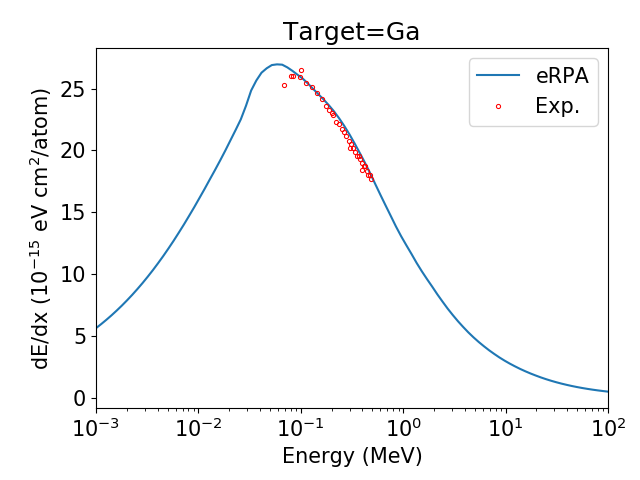 Target=Ga
eRPA
Exp.
dE/dx (10⁻¹⁵ eV cm²/atom)
25
20
15
10
5
0
10⁻³ 10⁻² 10⁻¹ 10⁰ 10¹ 10²
Energy (MeV)